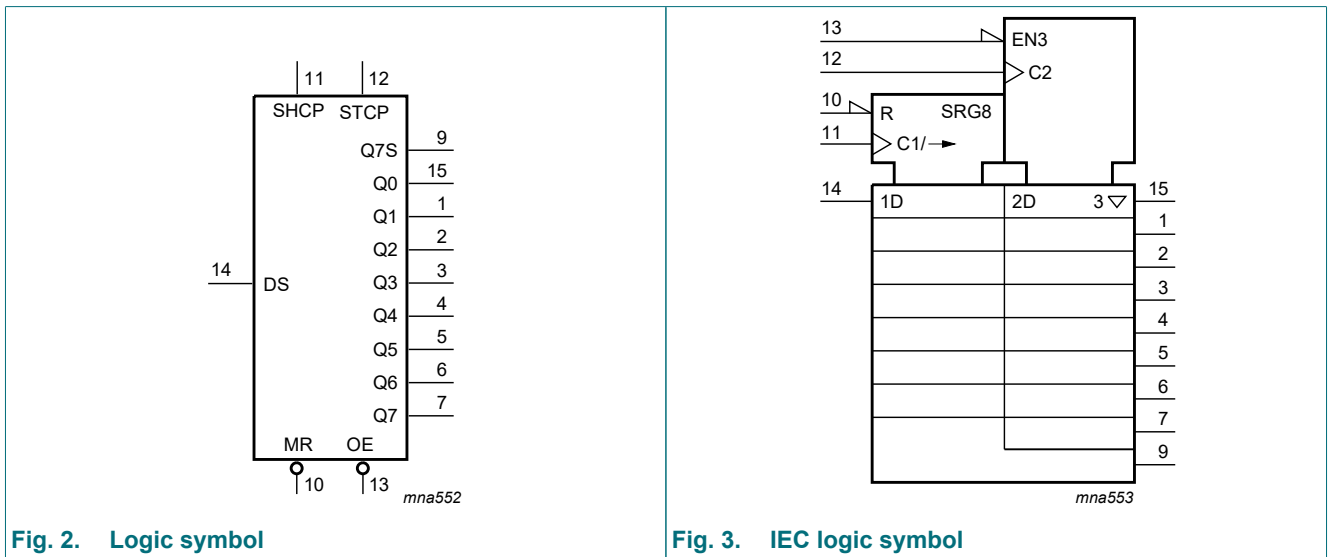 11 12
SHCP STCP
Q7S 9
Q0 15
Q1 1
Q2 2
14 DS Q3 3
Q4 4
Q5 5
Q6 6
Q7 7
MR OE
10 13
mna552
Fig. 2. Logic symbol
13 EN3
12 C2
10 R SRG8
11 C1/→
14 1D 2D 3 ▽ 15
1
2
3
4
5
6
7
9
mna553
Fig. 3. IEC logic symbol